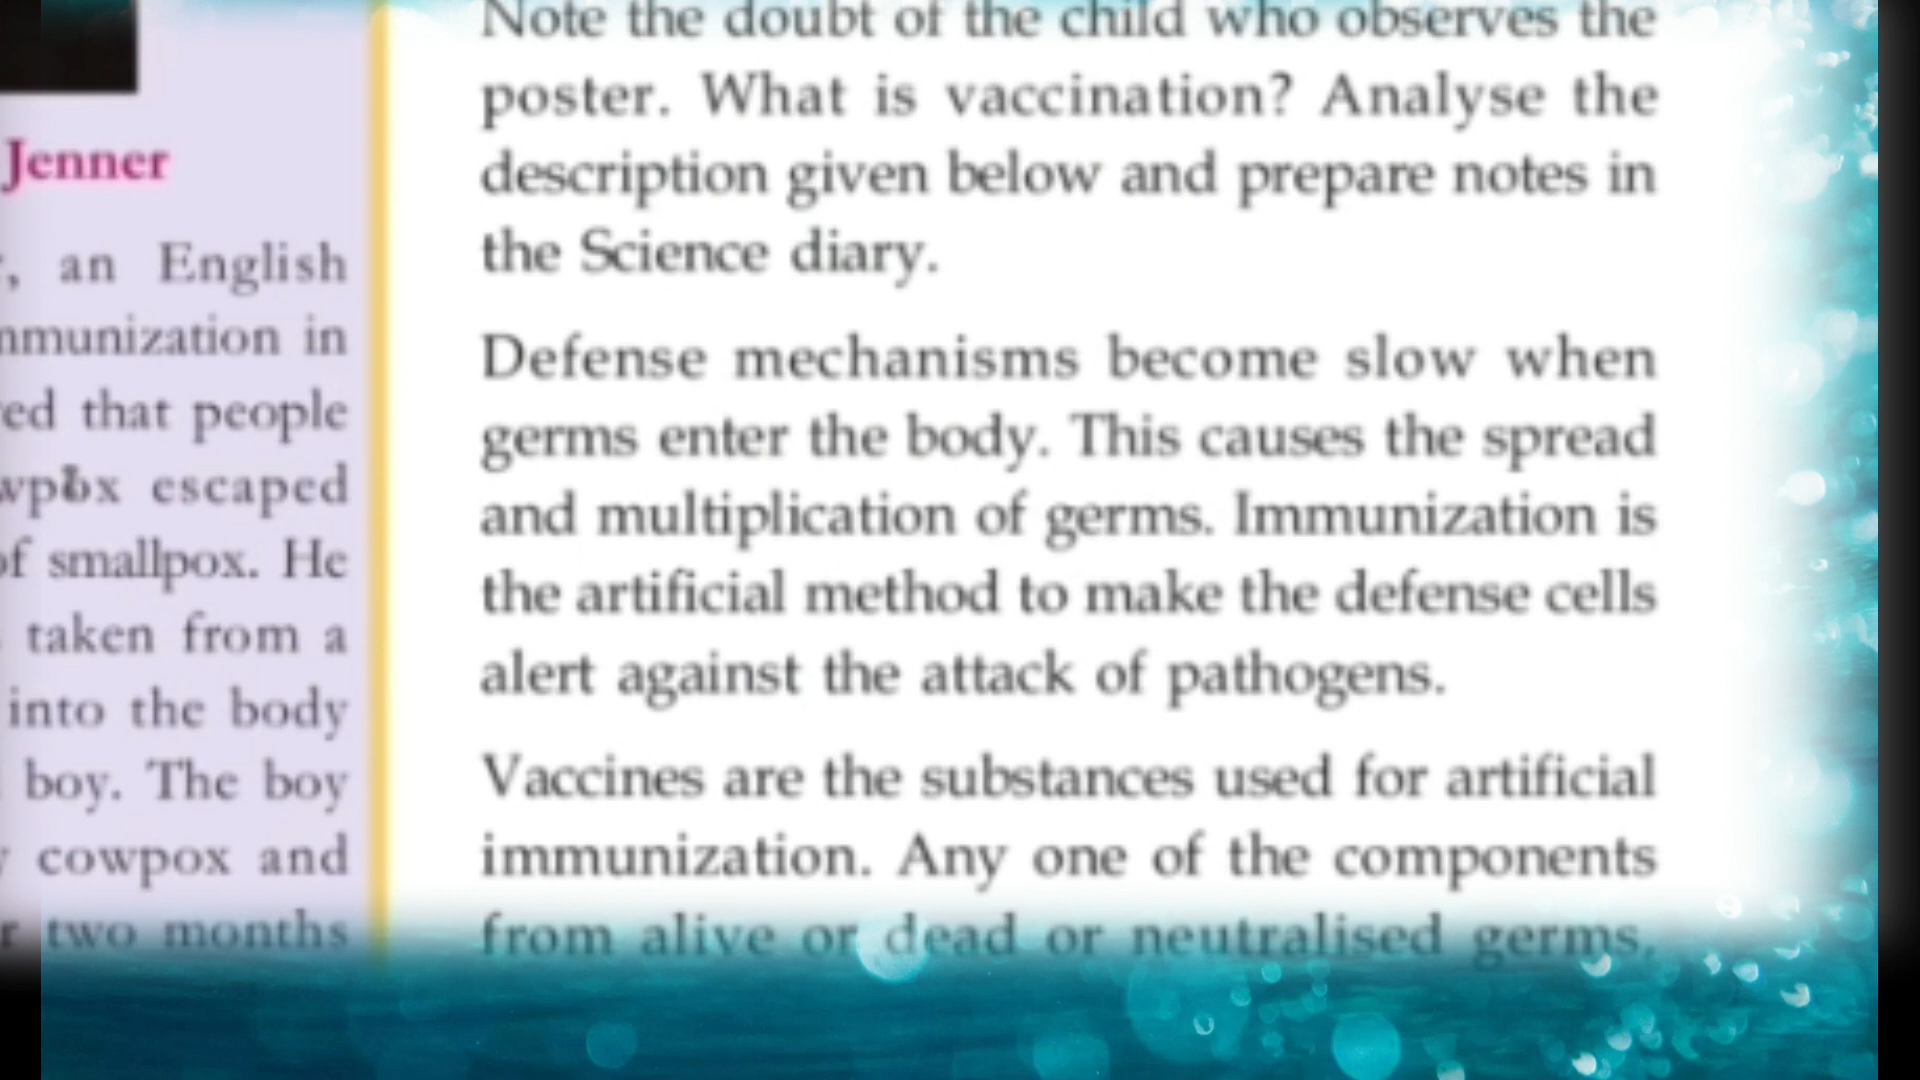 Jenner
, an English
mmunization in
ed that people
wpox escaped
of smallpox. He
taken from a
into the body
boy. The boy
cowpox and
r two months
Note the doubt of the child who observes the
poster. What is vaccination? Analyse the
description given below and prepare notes in
the Science diary.
Defense mechanisms become slow when
germs enter the body. This causes the spread
and multiplication of germs. Immunization is
the artificial method to make the defense cells
alert against the attack of pathogens.
Vaccines are the substances used for artificial
immunization. Any one of the components
from alive or dead or neutralised germs,